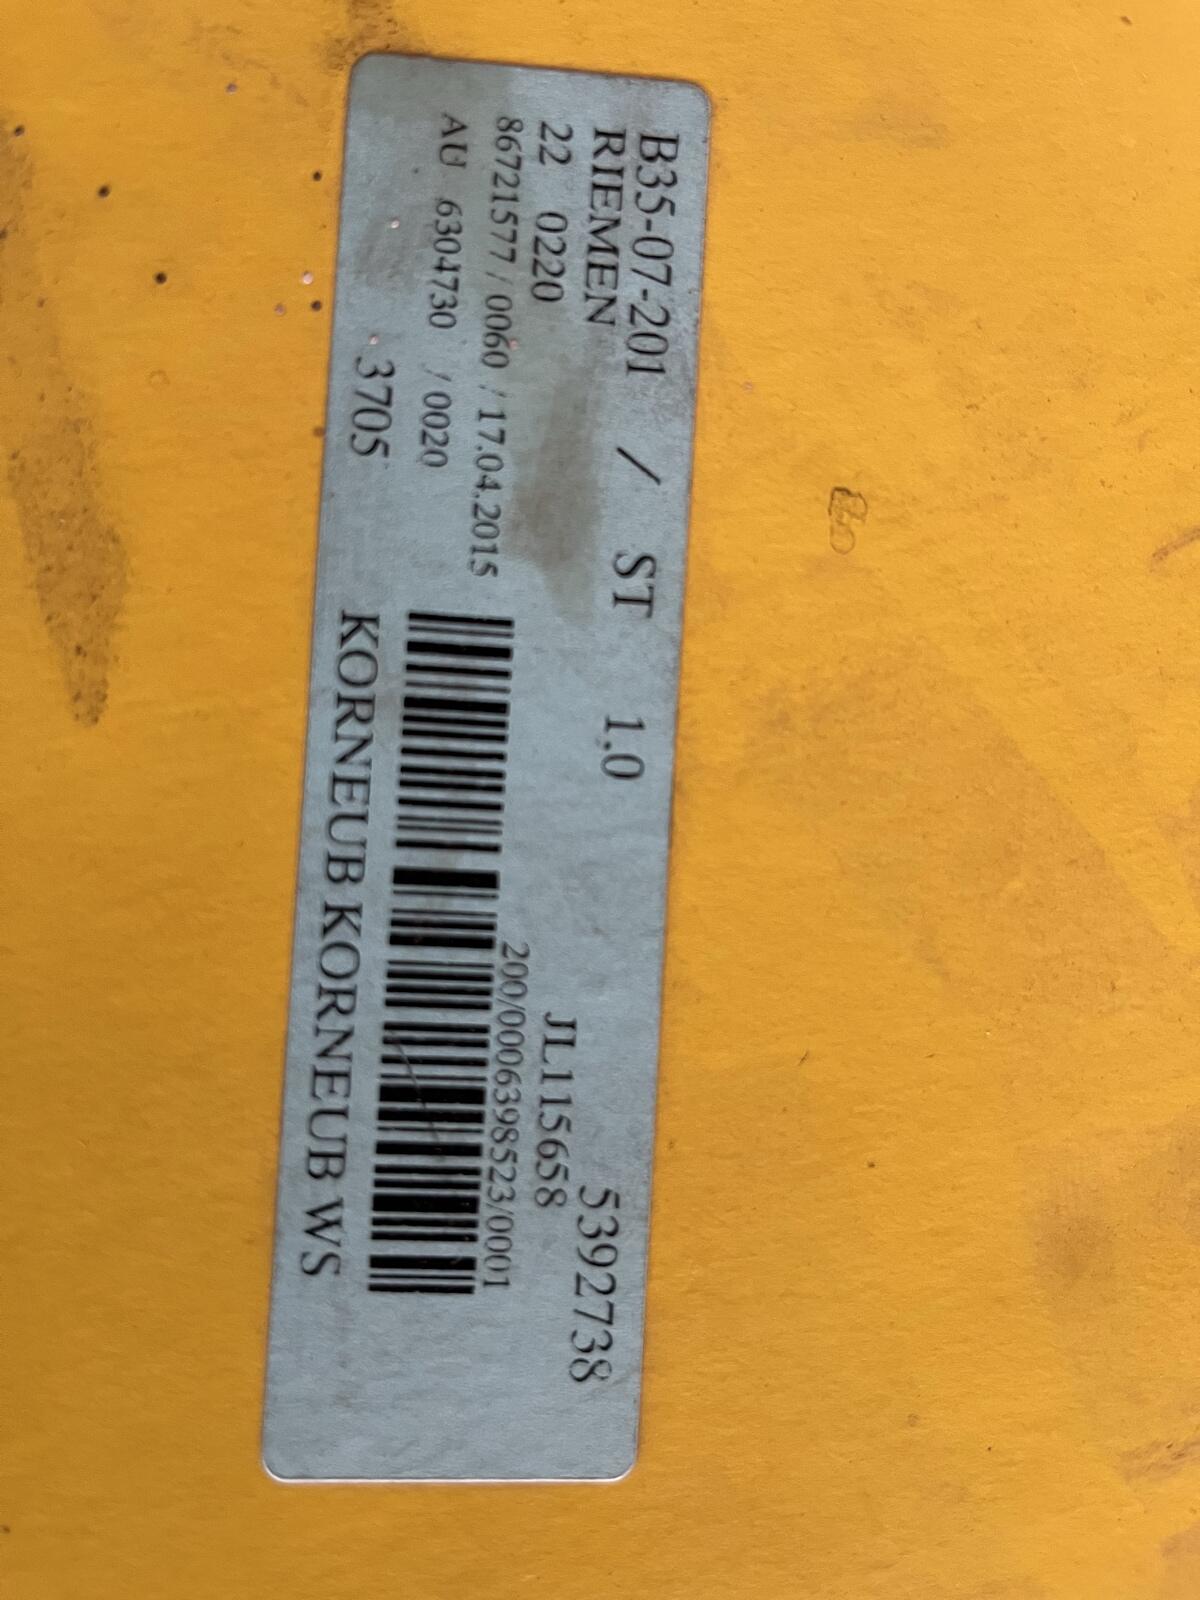 B35-07-201 / ST 1.0 5392738
RIEMEN
22 0220 JL115658
86721577 / 0060 / 17.04.2015 200/0006398523/0001
AU 6304730 / 0020
3705 KORNEUB KORNEUB WS